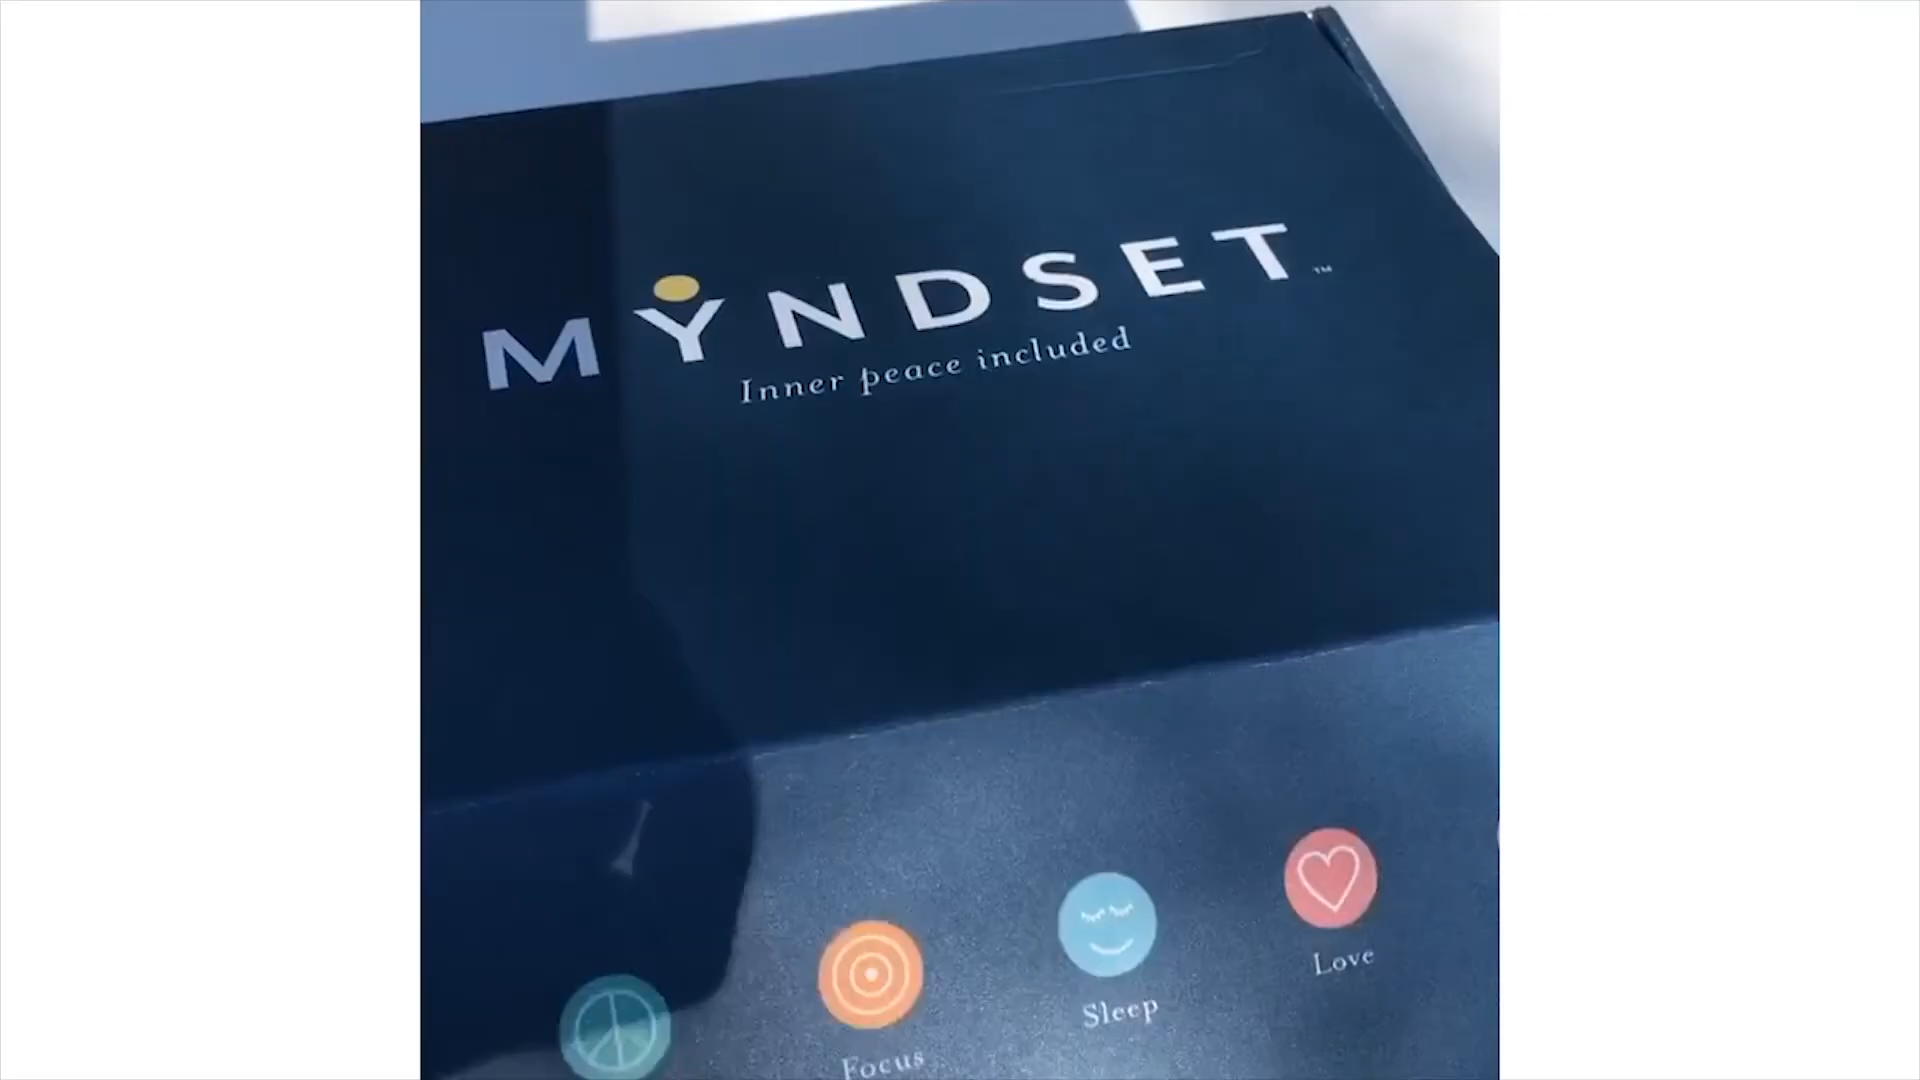 MYNDSET™
Inner peace included
Focus
Sleep
Love